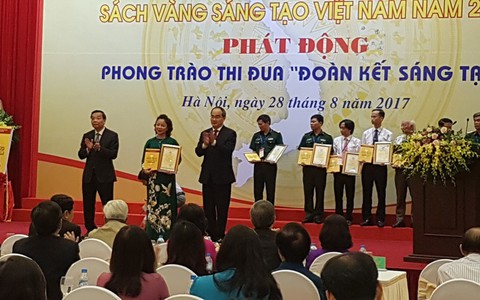 SÁCH VÀNG SÁNG TẠO VIỆT NAM NĂM 2
PHÁT ĐỘNG
PHONG TRÀO THI ĐUA "ĐOÀN KẾT SÁNG TẠ
Hà Nội, ngày 28 tháng 8 năm 2017